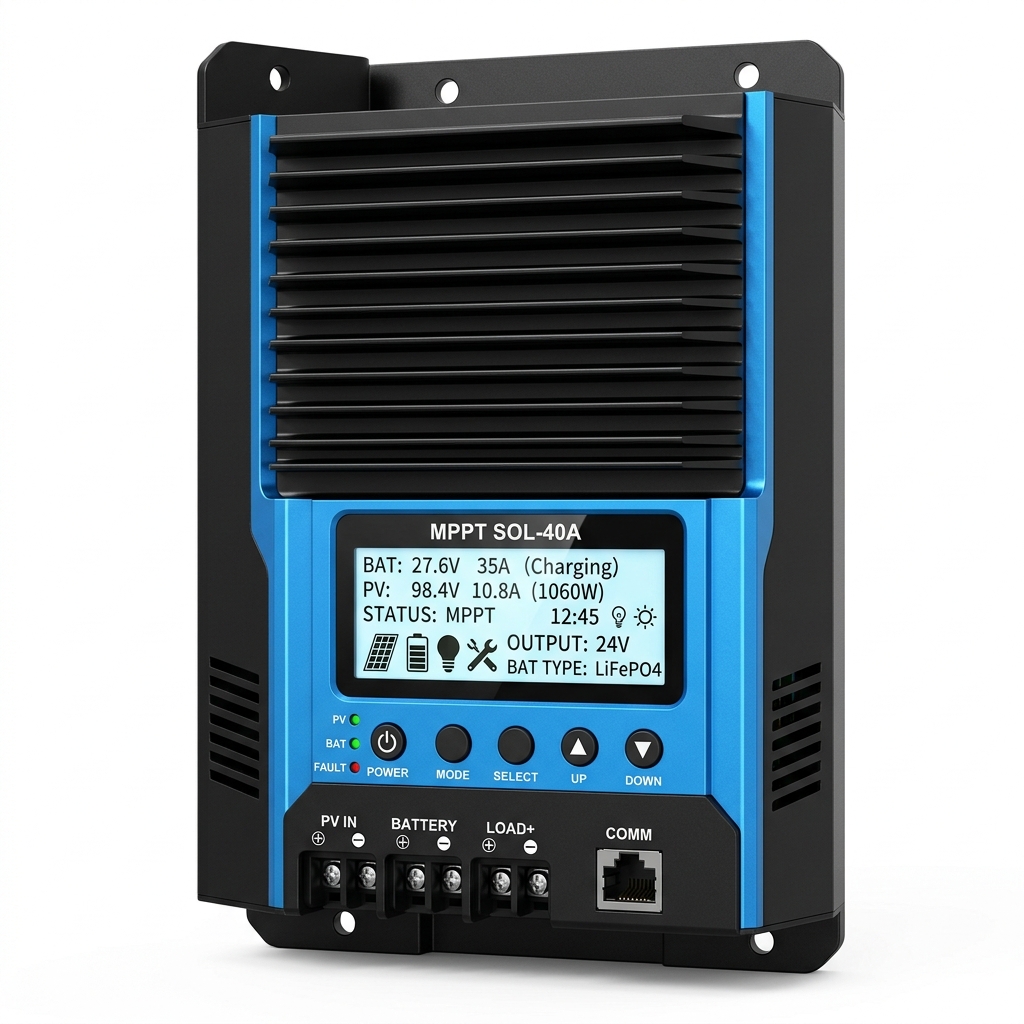 MPPT SOL-40A
BAT: 27.6V 35A (Charging)
PV: 98.4V 10.8A (1060W)
STATUS: MPPT 12:45
OUTPUT: 24V
BAT TYPE: LiFePO4
PV
BAT
FAULT
POWER MODE SELECT UP DOWN
PV IN BATTERY LOAD+ COMM
+ − + − + −